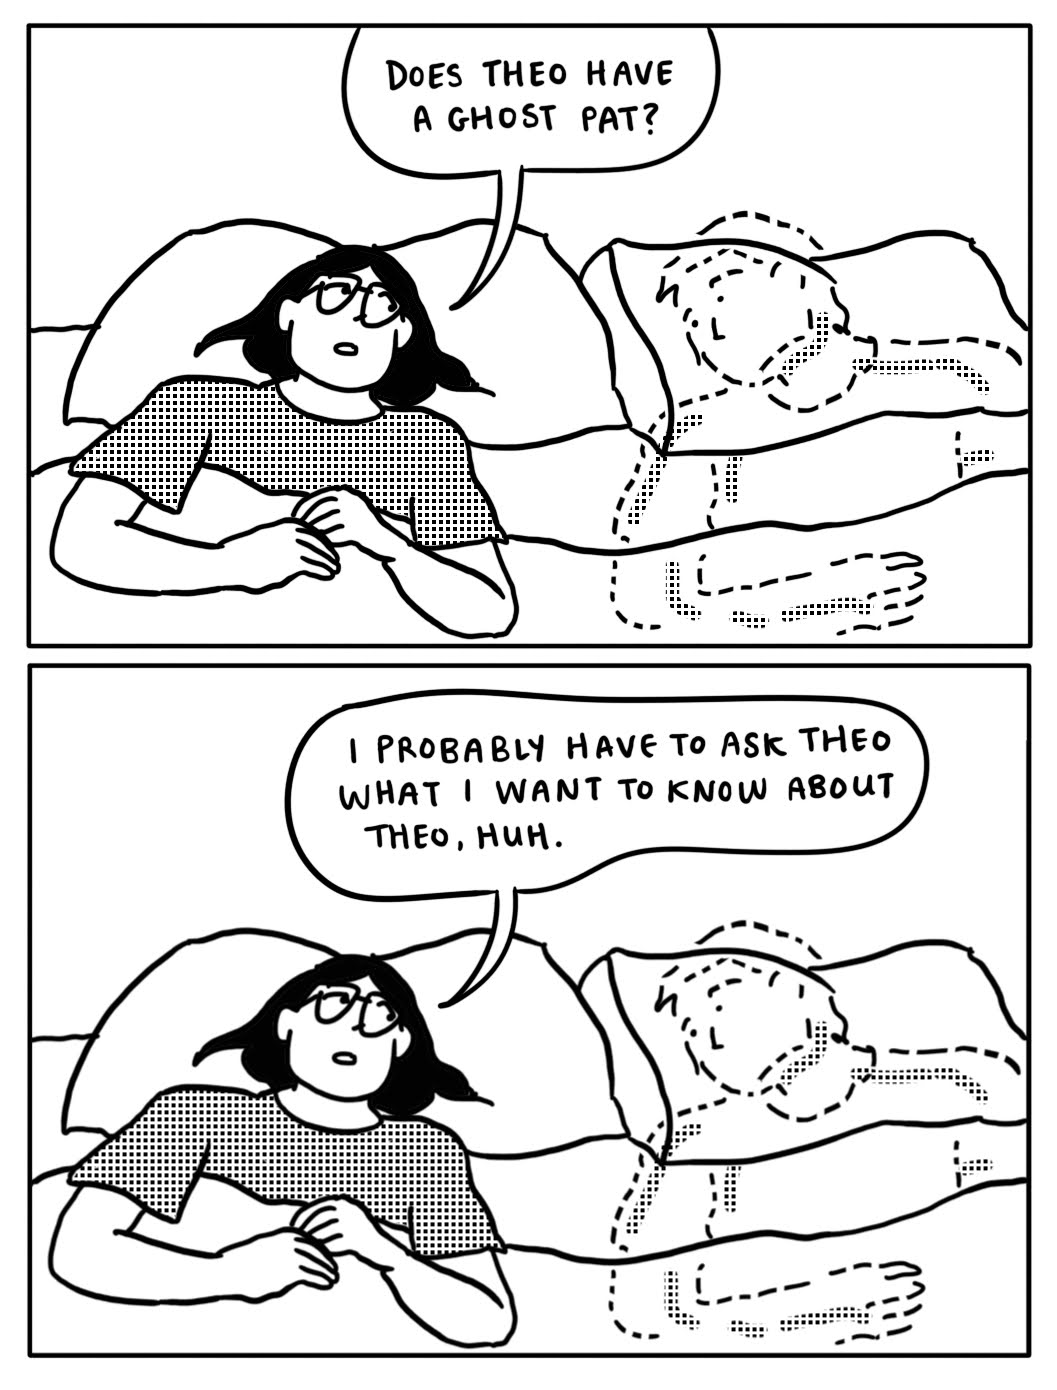 DOES THEO HAVE
A GHOST PAT?
I PROBABLY HAVE TO ASK THEO
WHAT I WANT TO KNOW ABOUT
THEO, HUH.